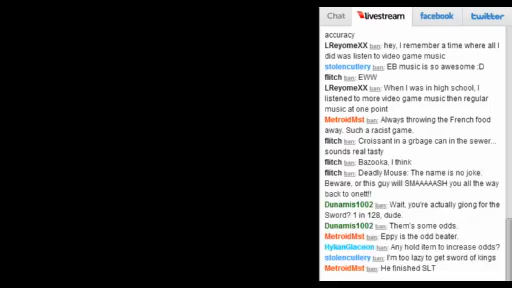 Chat livestream facebook twitter
accuracy
LReyomeXX ban: hey, I remember a time where all I
did was listen to video game music
stolencutlery ban: EB music is so awesome :D
flitch ban: EWW
LReyomeXX ban: When I was in high school, I
listened to more video game music then regular
music at one point
MetroidMst ban: Always throwing the French food
away. Such a racist game.
flitch ban: Croissant in a grbage can in the sewer...
sounds real tasty
flitch ban: Bazooka, I think
flitch ban: Deadly Mouse: The name is no joke.
Beware, or this guy will SMAAAAASH you all the way
back to onett!!
Dunamis1002 ban: Wait, you're actually giong for the
Sword? 1 in 128, dude.
Dunamis1002 ban: Them's some odds.
MetroidMst ban: Eppy is the odd beater.
HylianGlaceon ban: Any hold item to increase odds?
stolencutlery ban: I'm too lazy to get sword of kings
MetroidMst ban: He finished SLT